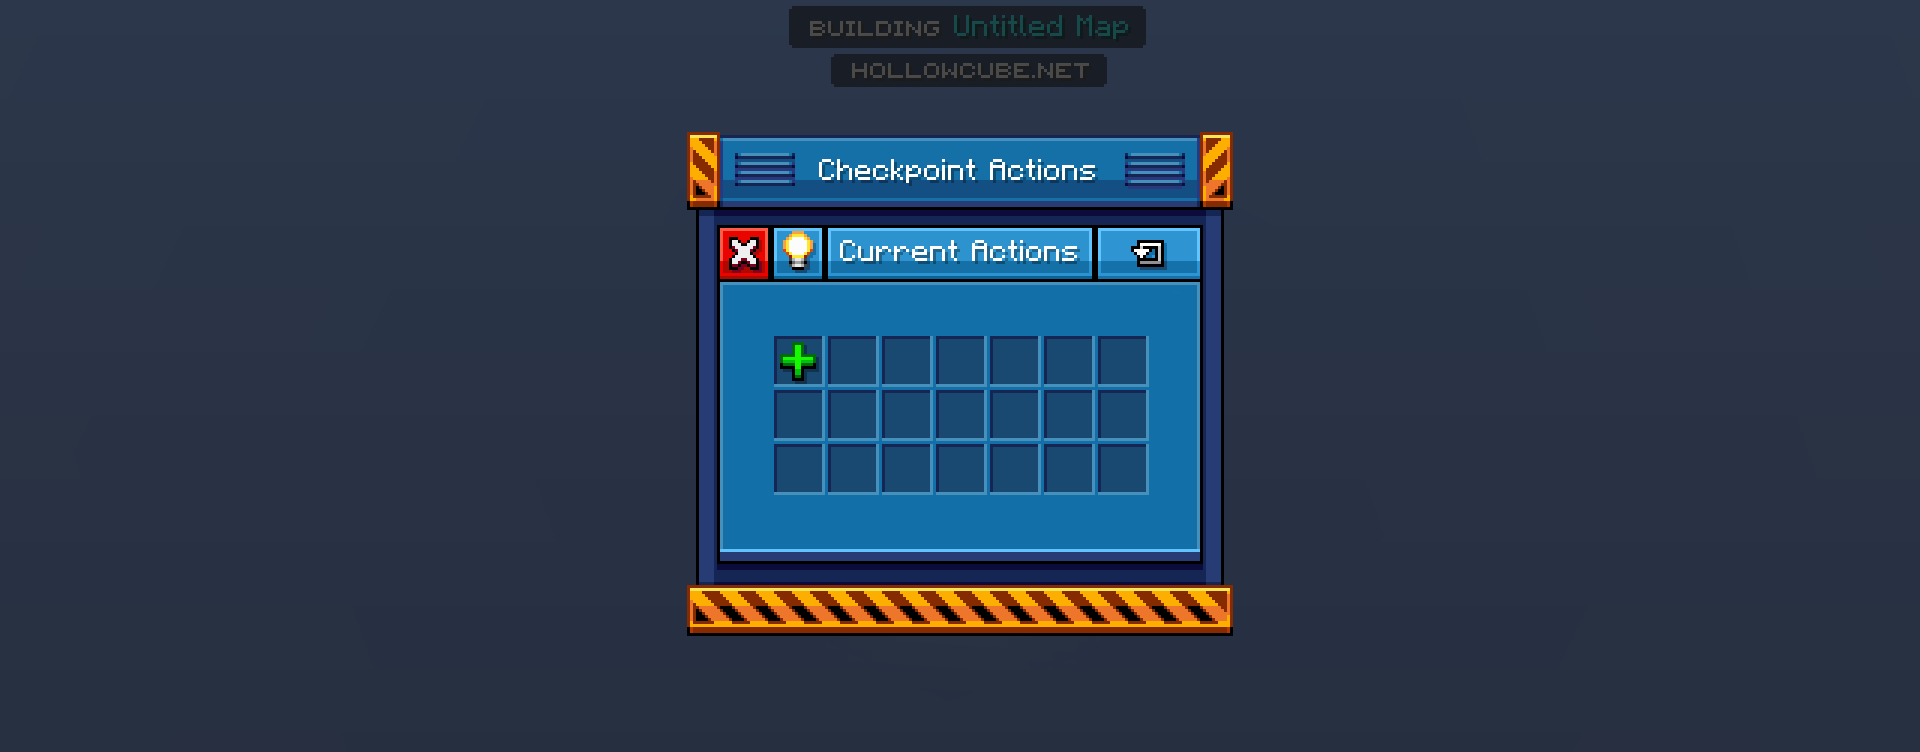 BUILDING Untitled Map
HOLLOWCUBE.NET
Checkpoint Actions
Current Actions